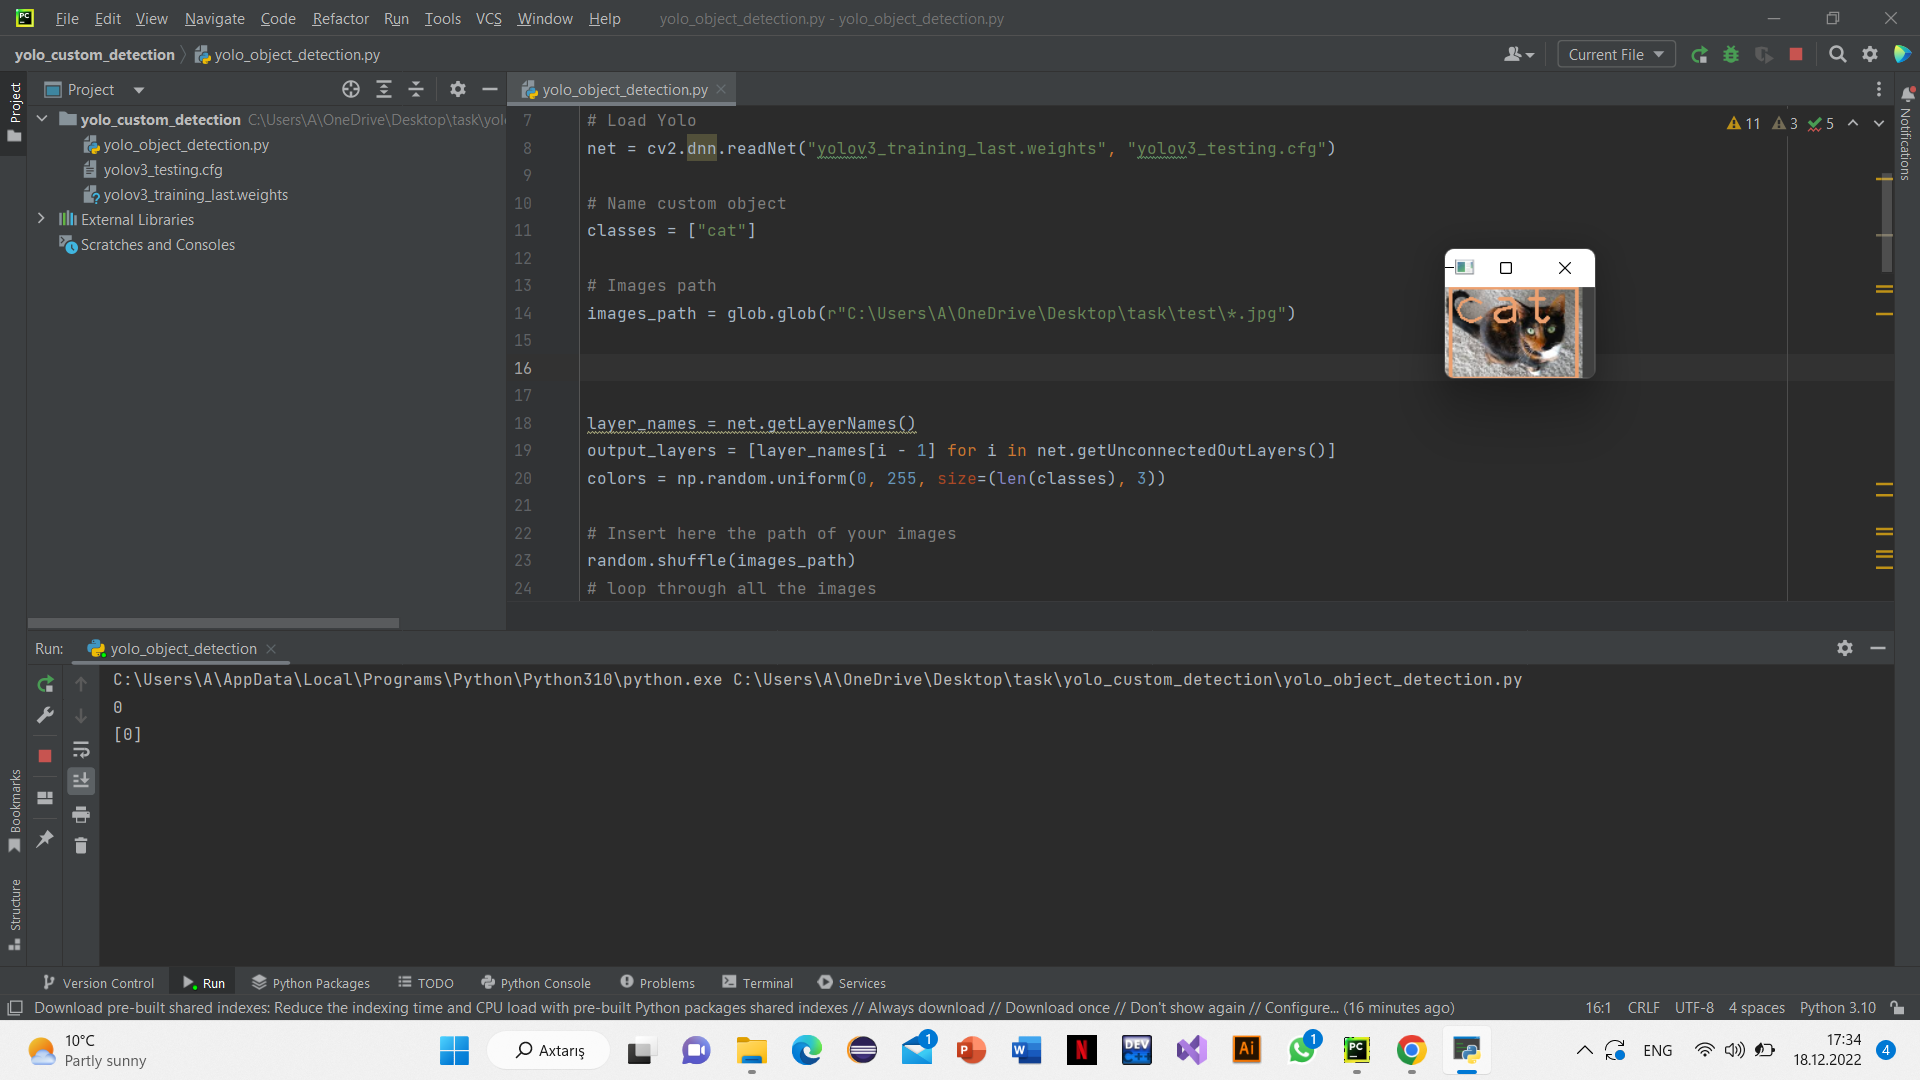 File Edit View Navigate Code Refactor Run Tools VCS Window Help yolo_object_detection.py - yolo_object_detection.py
yolo_custom_detection yolo_object_detection.py Current File
Project
Project
yolo_object_detection.py
yolo_custom_detection C:\Users\A\OneDrive\Desktop\task\yol
yolo_object_detection.py
yolov3_testing.cfg
yolov3_training_last.weights
External Libraries
Scratches and Consoles
7 # Load Yolo
8 net = cv2.dnn.readNet("yolov3_training_last.weights", "yolov3_testing.cfg")
9
10 # Name custom object
11 classes = ["cat"]
12
13 # Images path
14 images_path = glob.glob(r"C:\Users\A\OneDrive\Desktop\task\test\*.jpg")
15
16
17
18 layer_names = net.getLayerNames()
19 output_layers = [layer_names[i - 1] for i in net.getUnconnectedOutLayers()]
20 colors = np.random.uniform(0, 255, size=(len(classes), 3))
21
22 # Insert here the path of your images
23 random.shuffle(images_path)
24 # loop through all the images
11 3 5
Notifications
cat
Run: yolo_object_detection
C:\Users\A\AppData\Local\Programs\Python\Python310\python.exe C:\Users\A\OneDrive\Desktop\task\yolo_custom_detection\yolo_object_detection.py
0
[0]
Bookmarks
Structure
Version Control Run Python Packages TODO Python Console Problems Terminal Services
Download pre-built shared indexes: Reduce the indexing time and CPU load with pre-built Python packages shared indexes // Always download // Download once // Don't show again // Configure... (16 minutes ago) 16:1 CRLF UTF-8 4 spaces Python 3.10
10°C
Partly sunny
Axtarış
ENG
17:34
18.12.2022
4